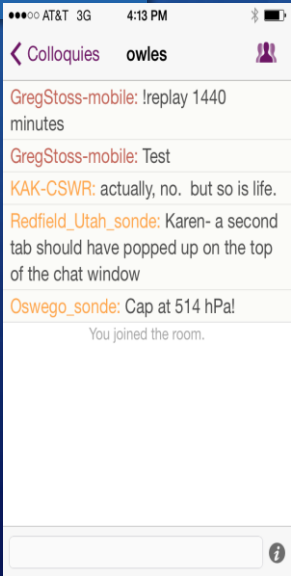 AT&T 3G 4:13 PM
Colloquies owles
GregStoss-mobile: !replay 1440
minutes
GregStoss-mobile: Test
KAK-CSWR: actually, no. but so is life.
Redfield_Utah_sonde: Karen- a second
tab should have popped up on the top
of the chat window
Oswego_sonde: Cap at 514 hPa!
You joined the room.